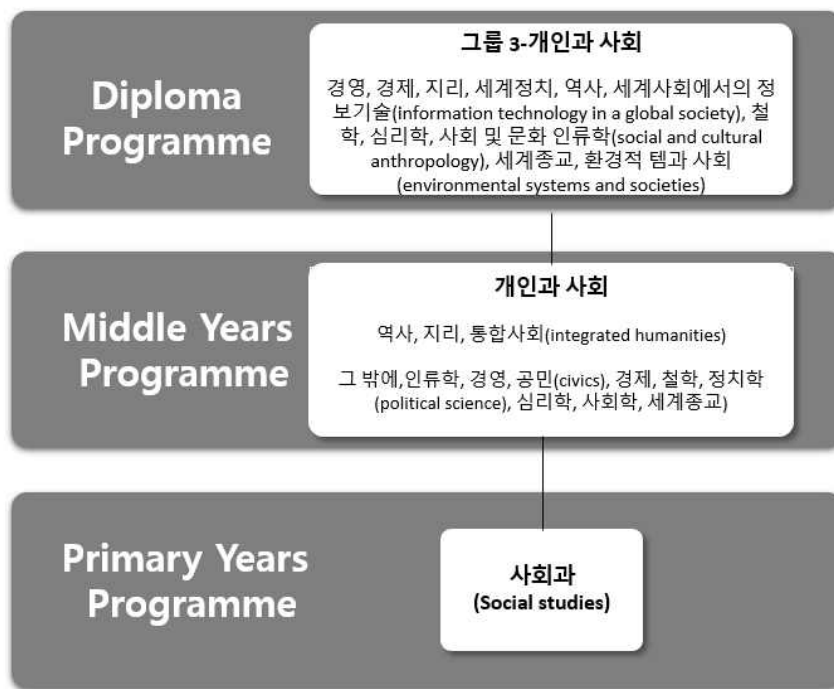 Diploma
Programme
그룹 3-개인과 사회
경영, 경제, 지리, 세계정치, 역사, 세계사회에서의 정
보기술(information technology in a global society), 철
학, 심리학, 사회 및 문화 인류학(social and cultural
anthropology), 세계종교, 환경적 템과 사회
(environmental systems and societies)
Middle Years
Programme
개인과 사회
역사, 지리, 통합사회(integrated humanities)
그 밖에,인류학, 경영, 공민(civics), 경제, 철학, 정치학
(political science), 심리학, 사회학, 세계종교)
Primary Years
Programme
사회과
(Social studies)